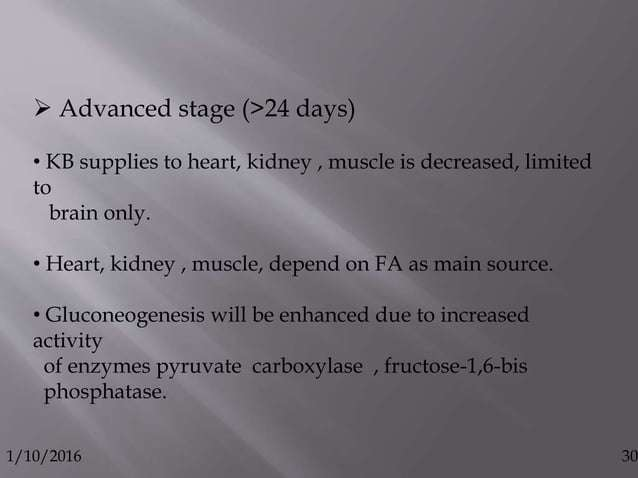 ➢ Advanced stage (>24 days)
• KB supplies to heart, kidney , muscle is decreased, limited
to
brain only.
• Heart, kidney , muscle, depend on FA as main source.
• Gluconeogenesis will be enhanced due to increased
activity
of enzymes pyruvate carboxylase , fructose-1,6-bis
phosphatase.
1/10/2016
30